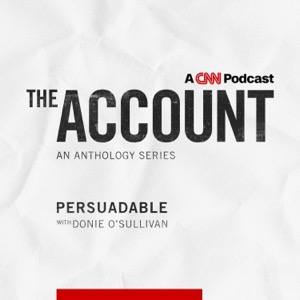 A CNN Podcast
THE ACCOUNT
AN ANTHOLOGY SERIES
PERSUADABLE
WITH DONIE O'SULLIVAN